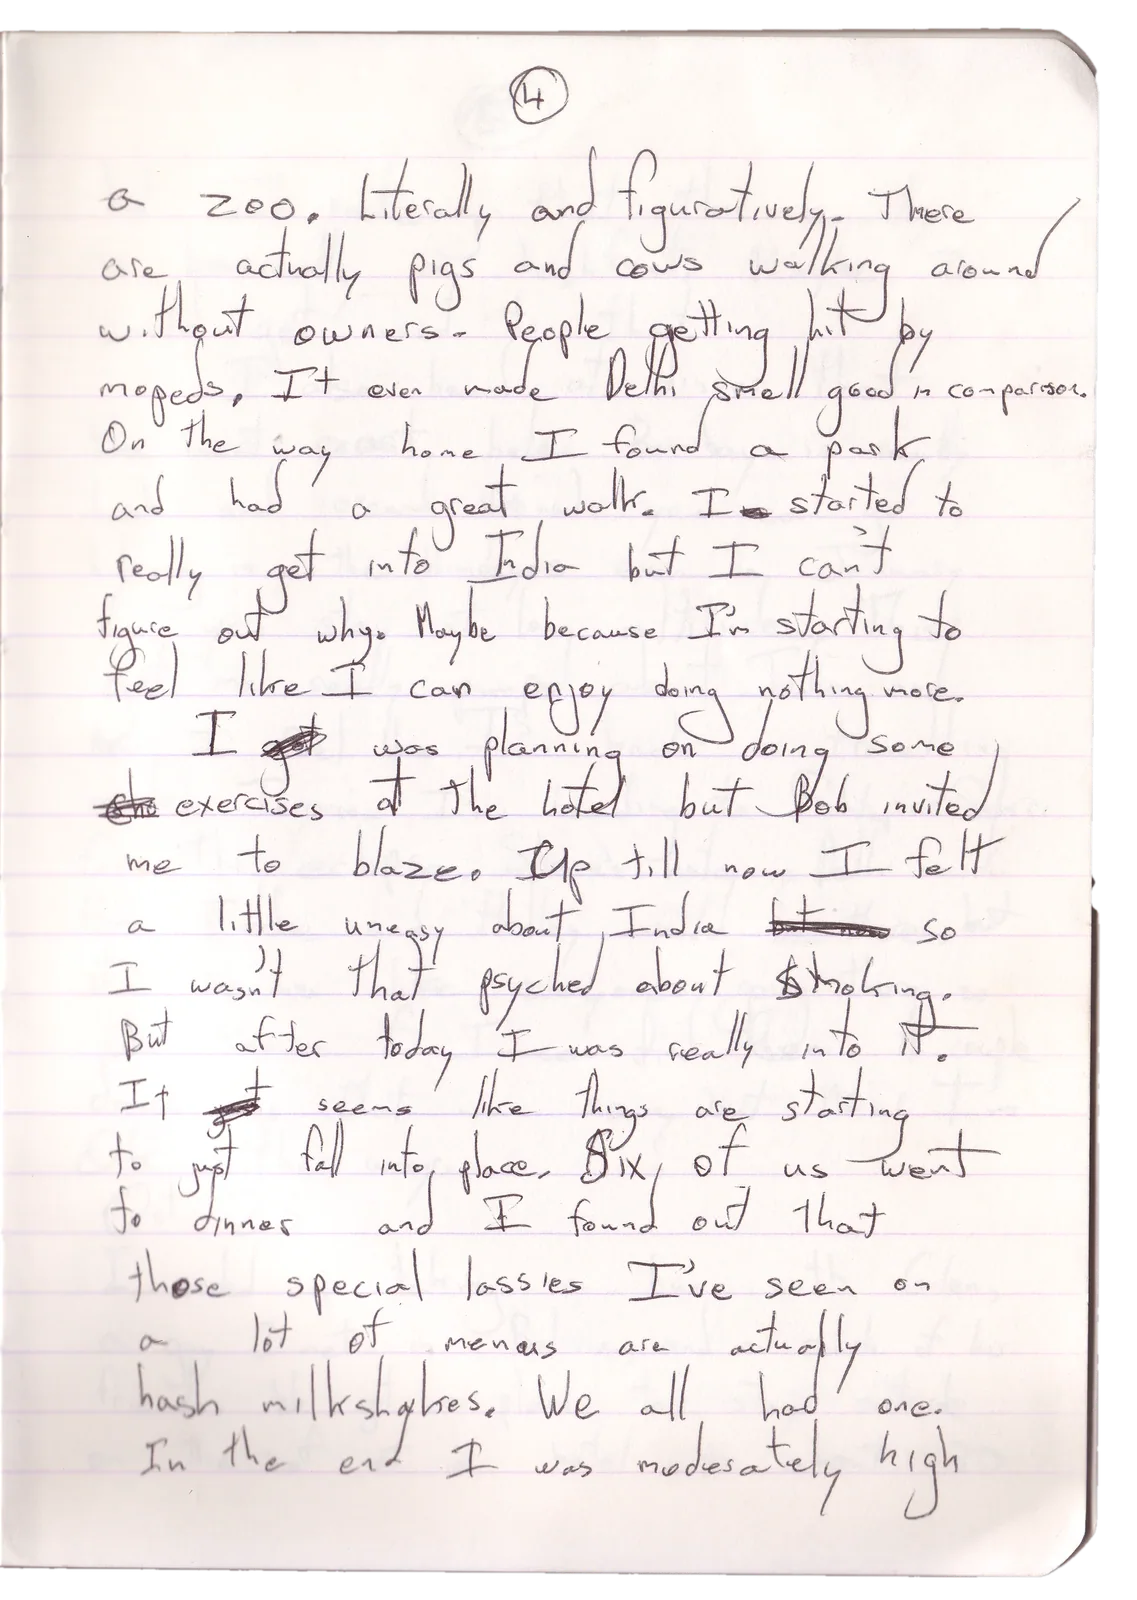 4
a zoo. Literally and figuratively. There
are actually pigs and cows walking around
without owners. People getting hit by
mopeds. It even made Delhi smell good in comparison.
On the way home I found a park
and had a great walk. I started to
really get into India but I can't
figure out why. Maybe because I'm starting to
feel like I can enjoy doing nothing more.
I got was planning on doing some
exercises at the hotel but Bob invited
me to blaze. Up till now I felt
a little uneasy about India but now so
I wasn't that psyched about smoking.
But after today I was really into it.
It seems like things are starting
to just fall into place. Six of us went
to dinner and I found out that
those special lassies I've seen on
a lot of menus are actually
hash milkshakes. We all had one.
In the end I was moderately high